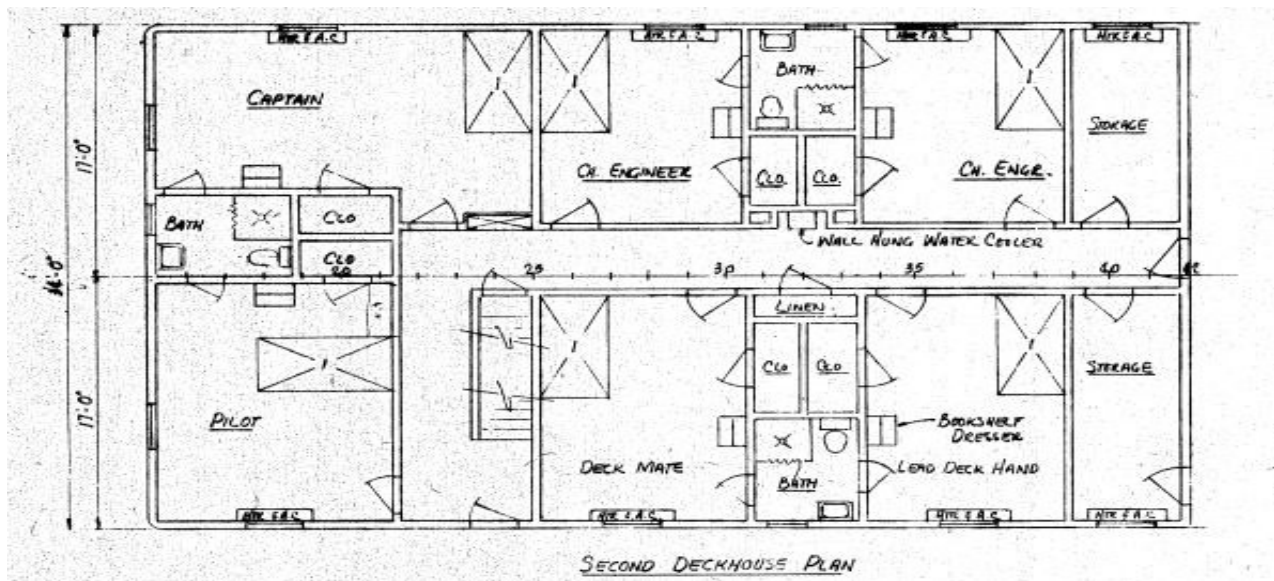 HTR & A.C
HTR & A.C
HTR & A.C
HTR & A.C
CAPTAIN
I
I
BATH
I
STORAGE
CH. ENGINEER
CLO.
CLO.
CH. ENGR.
17'-0"
BATH
CLO
CLO
WALL HUNG WATER COOLER
20
25
30
35
40
42
LINEN
I
I
I
CLO
CLO
STORAGE
17'-0"
PILOT
BOOKSHELF
DRESSER
DECK MATE
BATH
LEAD DECK HAND
HTR & A.C
HTR & A.C
HTR & A.C
HTR & A.C
SECOND DECKHOUSE PLAN